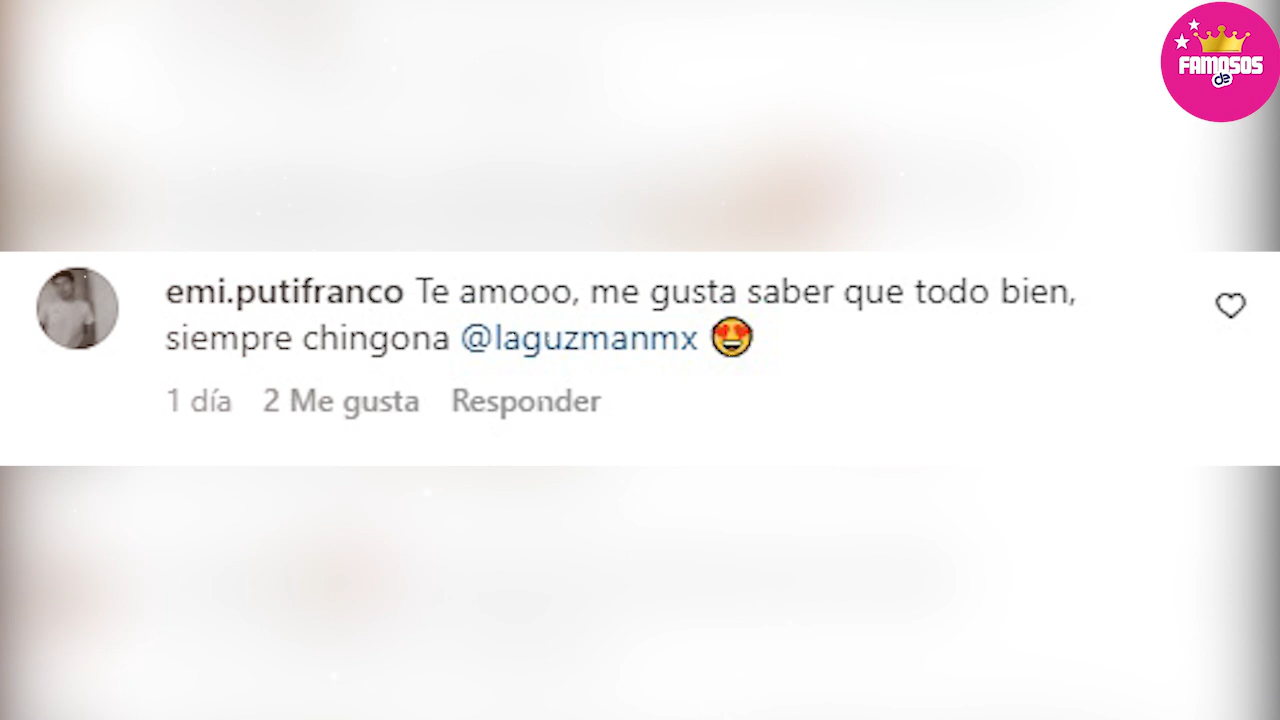 FAMOSOS
de
emi.putifranco Te amooo, me gusta saber que todo bien,
siempre chingona @laguzmanmx 😍
1 día 2 Me gusta Responder